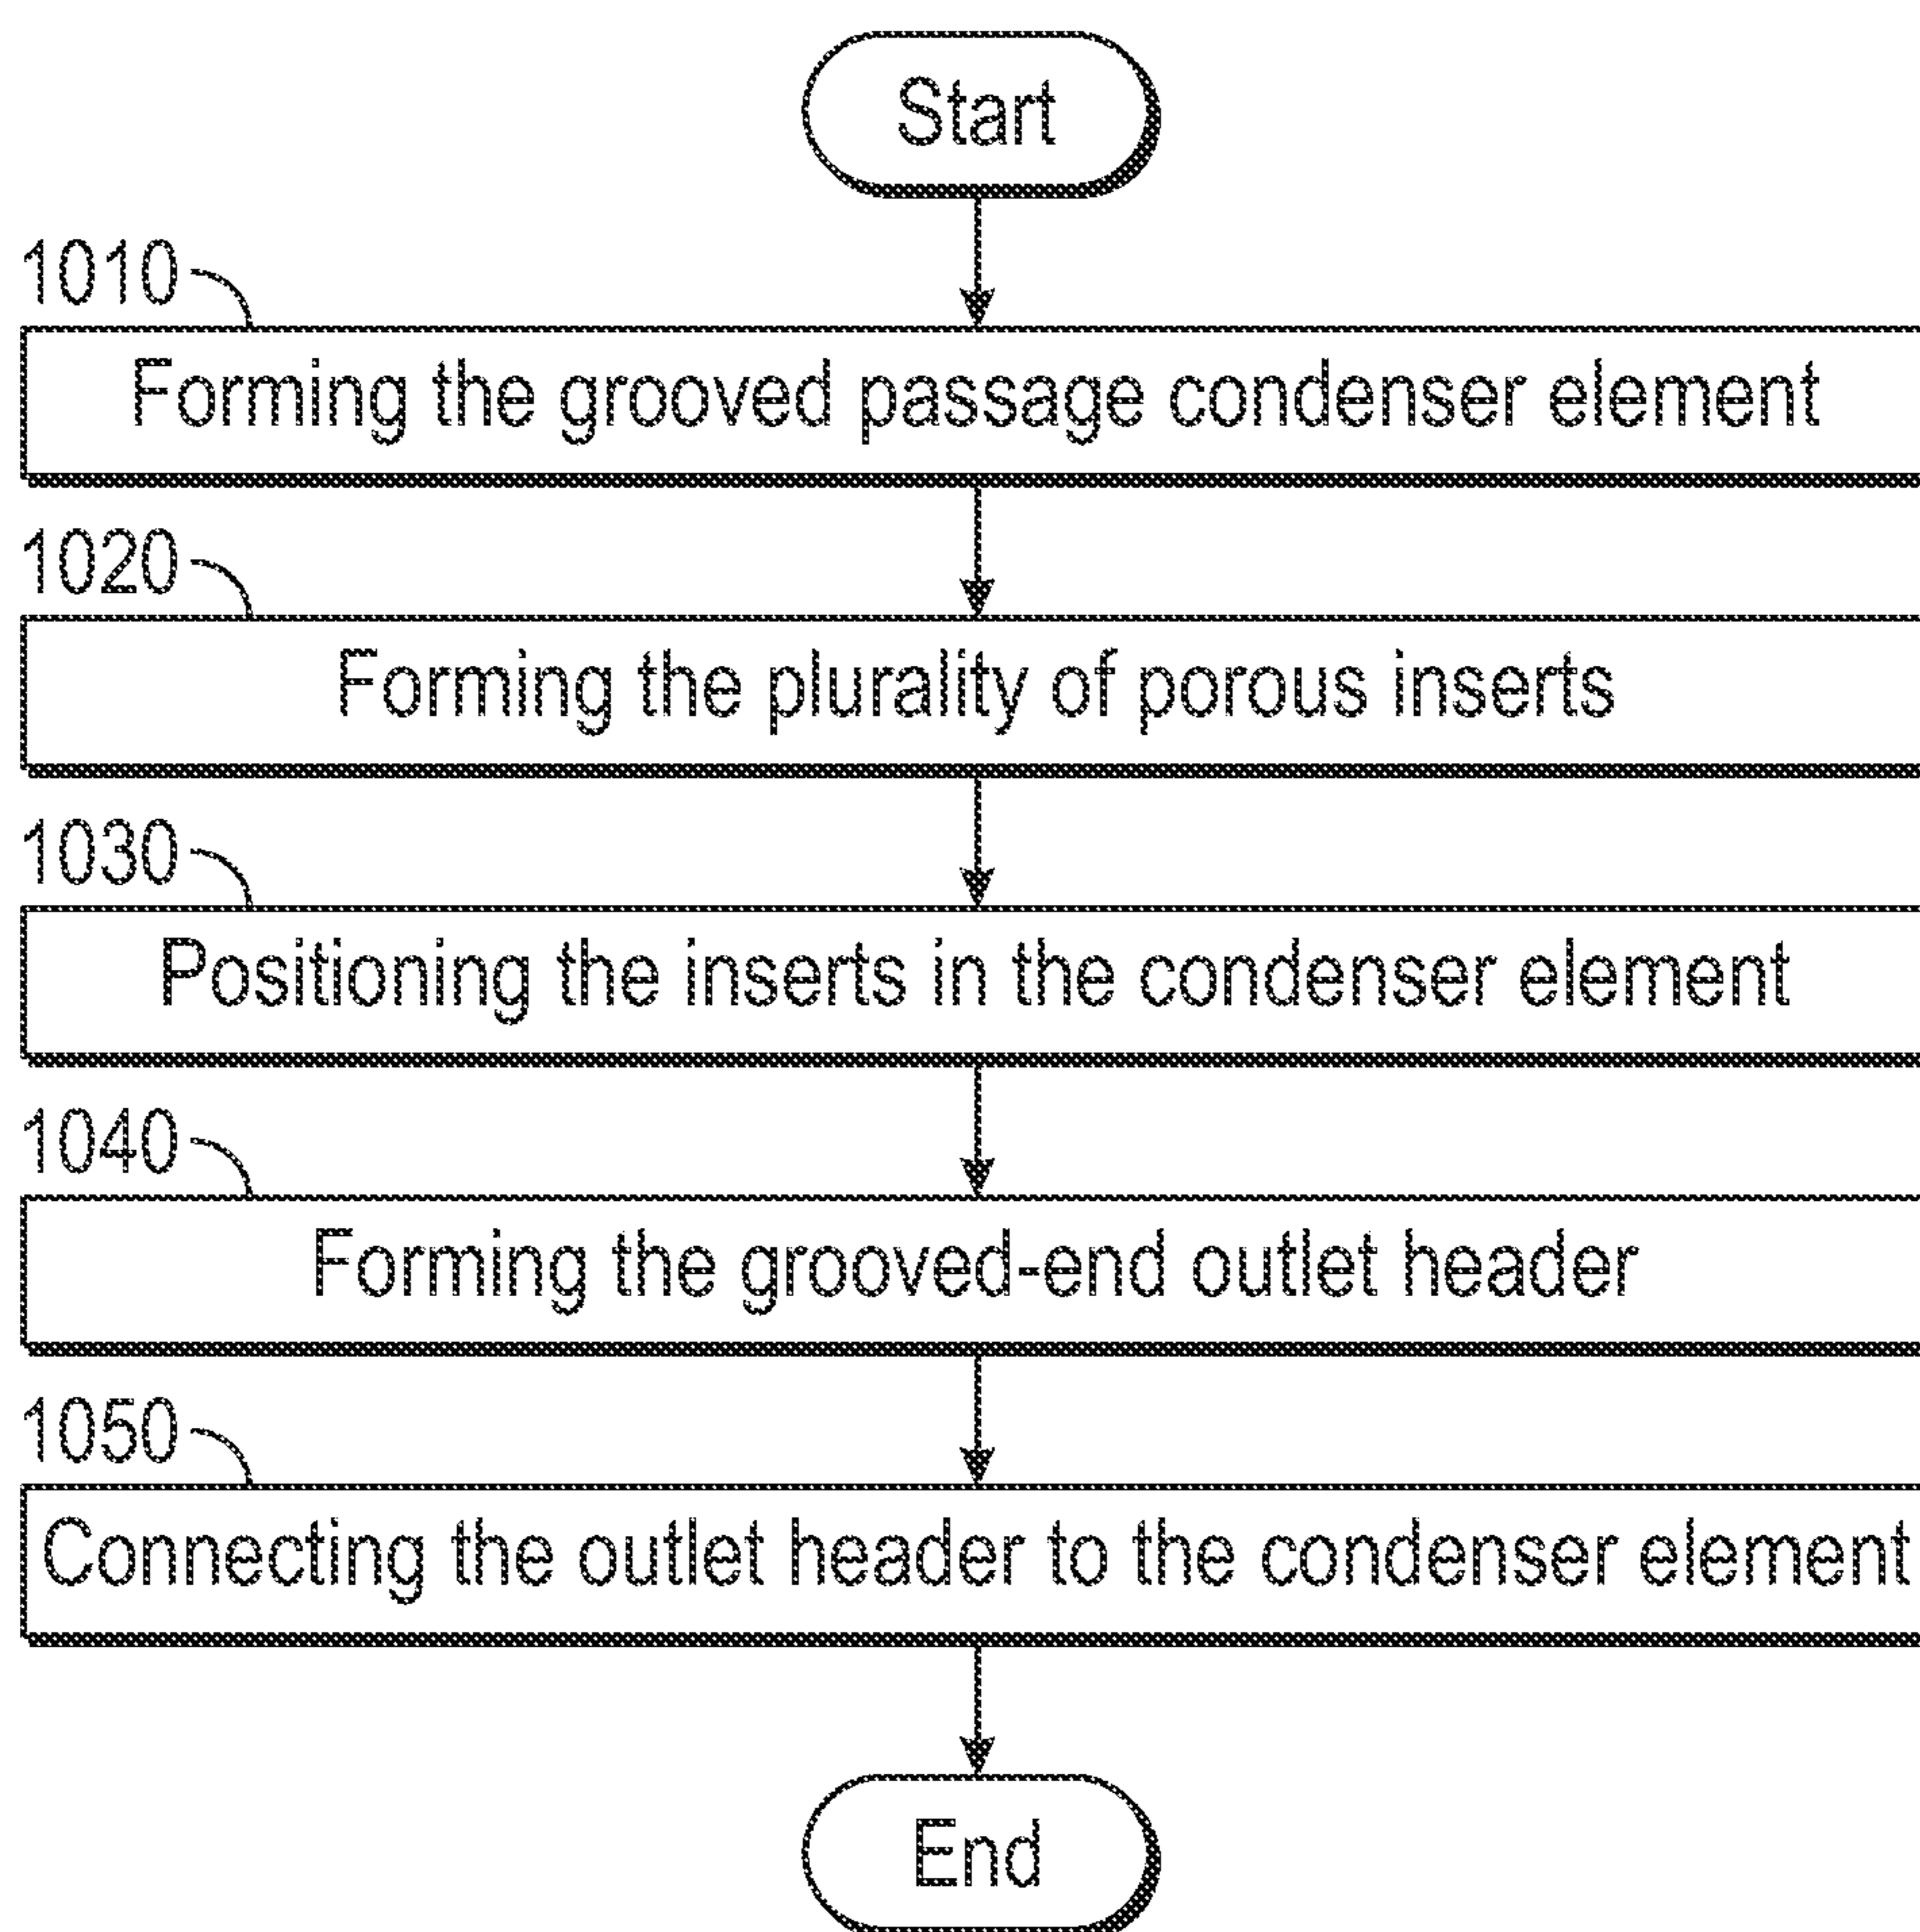 Start
1010
Forming the grooved passage condenser element
1020
Forming the plurality of porous inserts
1030
Positioning the inserts in the condenser element
1040
Forming the grooved-end outlet header
1050
Connecting the outlet header to the condenser element
End